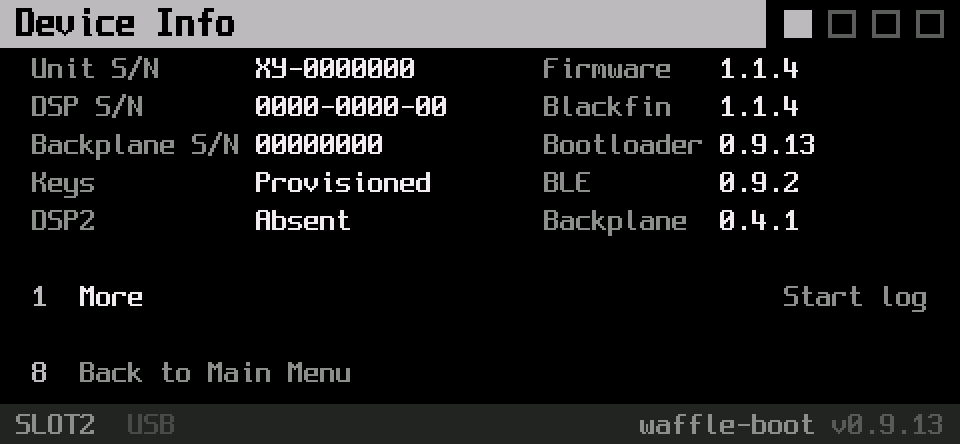 Device Info
Unit S/N XY-0000000 Firmware 1.1.4
DSP S/N 0000-0000-00 Blackfin 1.1.4
Backplane S/N 00000000 Bootloader 0.9.13
Keys Provisioned BLE 0.9.2
DSP2 Absent Backplane 0.4.1
1 More Start log
8 Back to Main Menu
SLOT2 USB waffle-boot v0.9.13